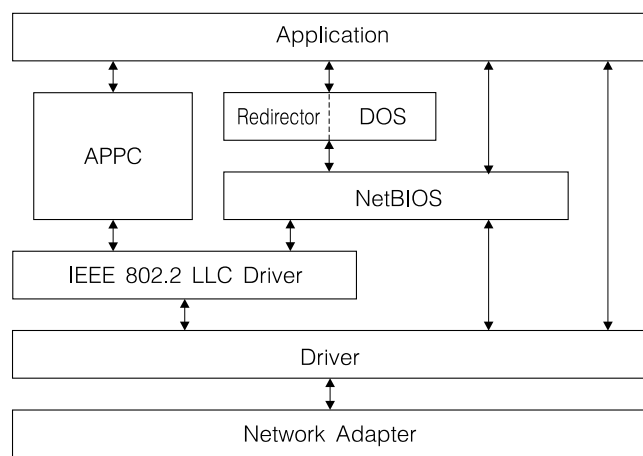 Application
Redirector DOS
APPC
NetBIOS
IEEE 802.2 LLC Driver
Driver
Network Adapter